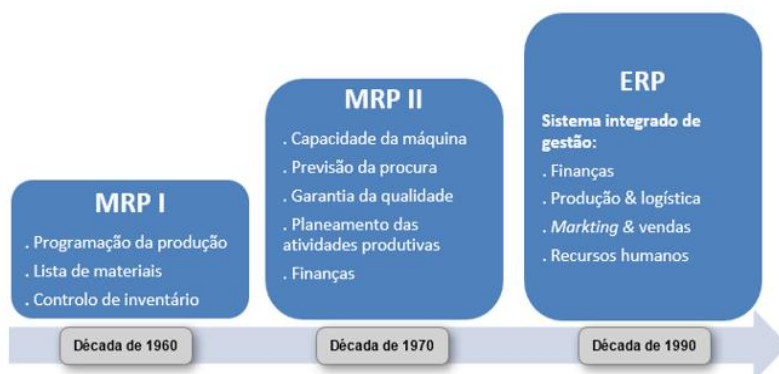 MRP I
. Programação da produção
. Lista de materiais
. Controlo de inventário
MRP II
. Capacidade da máquina
. Previsão da procura
. Garantia da qualidade
. Planeamento das
atividades produtivas
. Finanças
ERP
Sistema integrado de
gestão:
. Finanças
. Produção & logística
. Markting & vendas
. Recursos humanos
Década de 1960
Década de 1970
Década de 1990